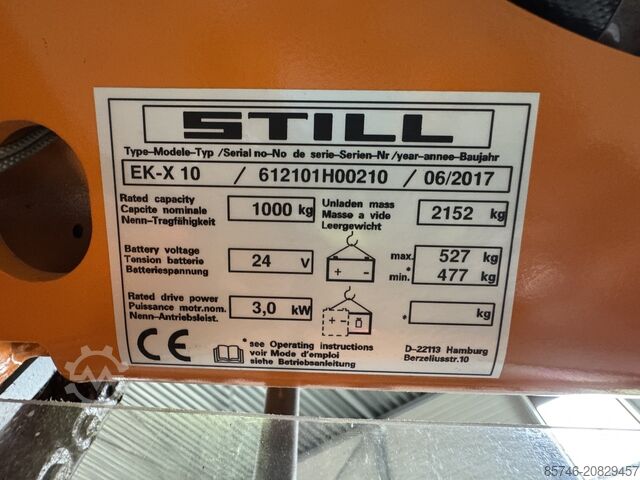 STILL
Type-Modele-Typ /Serial no-No de serie-Serien-Nr /year-annee-Baujahr
EK-X 10 / 612101H00210 / 06/2017
Rated capacity
Capcite nominale
Nenn-Tragfähigkeit
1000 kg
Unladen mass
Masse a vide
Leergewicht
2152 kg
Battery voltage
Tension batterie
Batteriespannung
24 V
max. 527 kg
* min. 477 kg
Rated drive power
Puissance motr.nom.
Nenn-Antriebsleist.
3,0 kW
* kg
CE
* see Operating instructions
voir Mode d'emploi
siehe Betriebsanleitung
D-22113 Hamburg
Berzeliusstr.10
85746-20829457